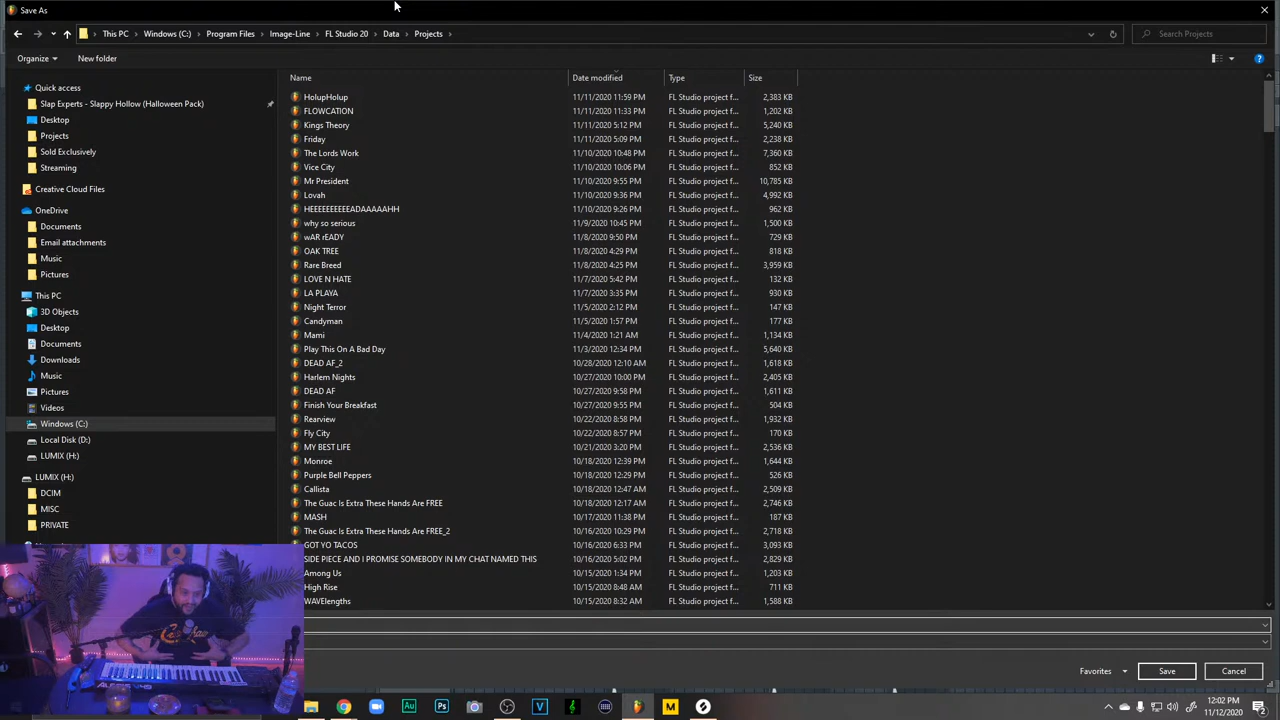 Save As
This PC > Windows (C:) > Program Files > Image-Line > FL Studio 20 > Data > Projects >
Search Projects
Organize
New folder
Name Date modified Type Size
Quick access
Slap Experts - Slappy Hollow (Halloween Pack)
Desktop
Projects
Sold Exclusively
Streaming
Creative Cloud Files
OneDrive
Documents
Email attachments
Music
Pictures
This PC
3D Objects
Desktop
Documents
Downloads
Music
Pictures
Videos
Windows (C:)
Local Disk (D:)
LUMIX (H:)
LUMIX (H:)
DCIM
MISC
PRIVATE
HolupHolup 11/11/2020 11:59 PM FL Studio project f... 2,383 KB
FLOWCATION 11/11/2020 11:33 PM FL Studio project f... 1,202 KB
Kings Theory 11/11/2020 5:12 PM FL Studio project f... 5,240 KB
Friday 11/11/2020 5:09 PM FL Studio project f... 2,238 KB
The Lords Work 11/10/2020 10:48 PM FL Studio project f... 7,360 KB
Vice City 11/10/2020 10:06 PM FL Studio project f... 852 KB
Mr President 11/10/2020 9:55 PM FL Studio project f... 10,785 KB
Lovah 11/10/2020 9:36 PM FL Studio project f... 4,992 KB
HEEEEEEEEEADAAAAAHH 11/10/2020 9:26 PM FL Studio project f... 962 KB
why so serious 11/9/2020 10:45 PM FL Studio project f... 1,500 KB
wAR rEADY 11/8/2020 9:50 PM FL Studio project f... 729 KB
OAK TREE 11/8/2020 4:29 PM FL Studio project f... 818 KB
Rare Breed 11/8/2020 4:25 PM FL Studio project f... 3,959 KB
LOVE N HATE 11/7/2020 5:42 PM FL Studio project f... 132 KB
LA PLAYA 11/7/2020 3:35 PM FL Studio project f... 930 KB
Night Terror 11/5/2020 2:12 PM FL Studio project f... 147 KB
Candyman 11/5/2020 1:57 PM FL Studio project f... 177 KB
Mami 11/4/2020 1:21 AM FL Studio project f... 1,134 KB
Play This On A Bad Day 11/3/2020 12:34 PM FL Studio project f... 5,640 KB
DEAD AF_2 10/28/2020 12:10 AM FL Studio project f... 1,618 KB
Harlem Nights 10/27/2020 10:00 PM FL Studio project f... 2,405 KB
DEAD AF 10/27/2020 9:58 PM FL Studio project f... 1,611 KB
Finish Your Breakfast 10/27/2020 9:55 PM FL Studio project f... 504 KB
Rearview 10/22/2020 8:58 PM FL Studio project f... 1,932 KB
Fly City 10/22/2020 8:57 PM FL Studio project f... 170 KB
MY BEST LIFE 10/21/2020 3:20 PM FL Studio project f... 2,536 KB
Monroe 10/18/2020 12:39 PM FL Studio project f... 1,644 KB
Purple Bell Peppers 10/18/2020 12:29 PM FL Studio project f... 526 KB
Callista 10/18/2020 12:47 AM FL Studio project f... 2,509 KB
The Guac Is Extra These Hands Are FREE 10/18/2020 12:17 AM FL Studio project f... 2,746 KB
MASH 10/17/2020 11:38 PM FL Studio project f... 187 KB
The Guac Is Extra These Hands Are FREE_2 10/16/2020 10:29 PM FL Studio project f... 2,718 KB
GOT YO TACOS 10/16/2020 6:33 PM FL Studio project f... 3,093 KB
SIDE PIECE AND I PROMISE SOMEBODY IN MY CHAT NAMED THIS 10/16/2020 5:02 PM FL Studio project f... 2,829 KB
Among Us 10/15/2020 1:34 PM FL Studio project f... 1,203 KB
High Rise 10/15/2020 8:48 AM FL Studio project f... 711 KB
WAVElengths 10/15/2020 8:32 AM FL Studio project f... 1,588 KB
Favorites
Save
Cancel
12:02 PM
11/12/2020